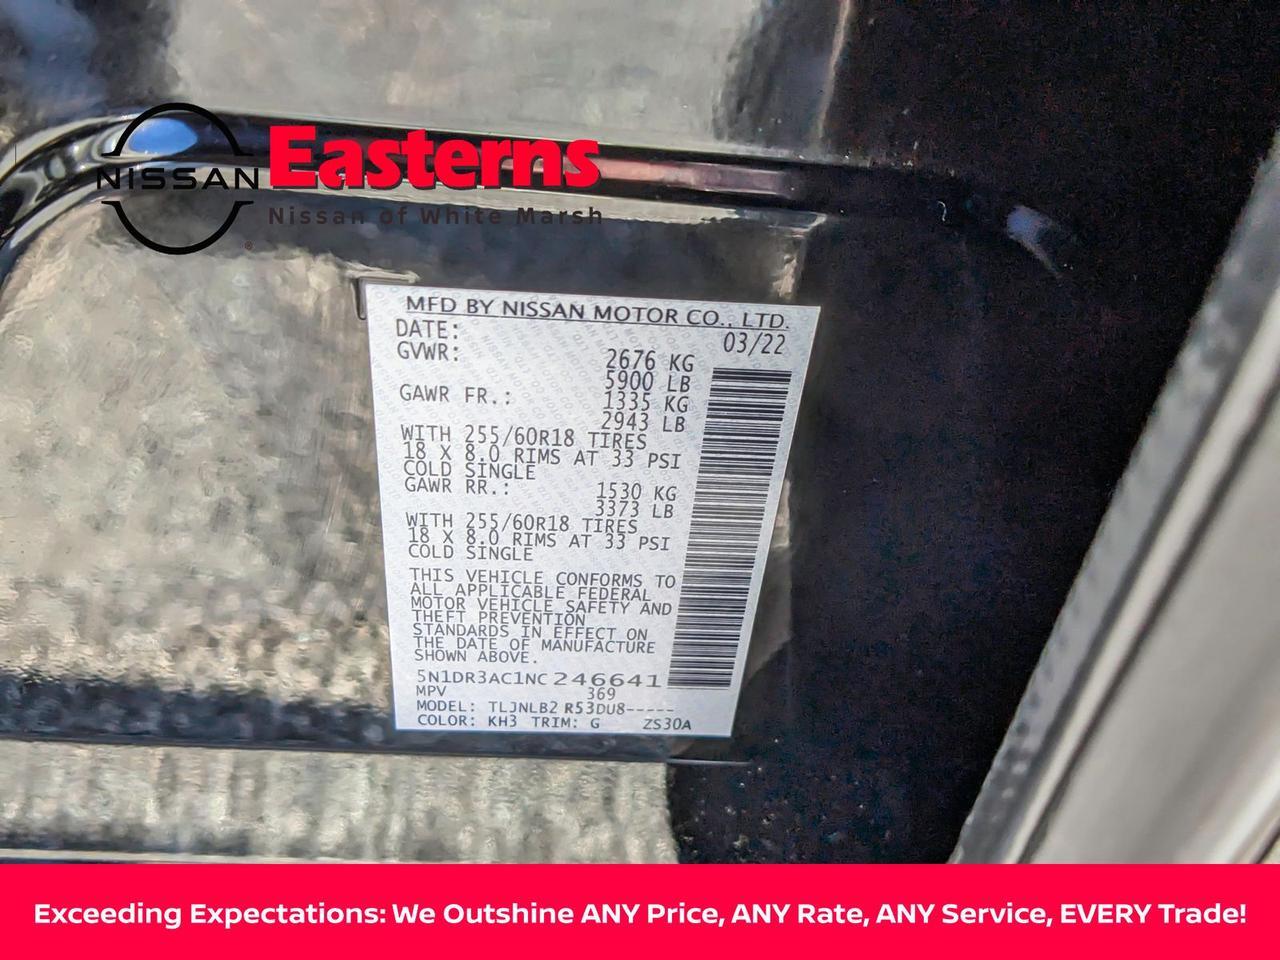 NISSAN
Easterns
Nissan of White Marsh
MFD BY NISSAN MOTOR CO., LTD.
DATE: 03/22
GVWR: 2676 KG
5900 LB
GAWR FR.: 1335 KG
2943 LB
WITH 255/60R18 TIRES
18 X 8.0 RIMS AT 33 PSI
COLD SINGLE
GAWR RR.: 1530 KG
3373 LB
WITH 255/60R18 TIRES
18 X 8.0 RIMS AT 33 PSI
COLD SINGLE
THIS VEHICLE CONFORMS TO
ALL APPLICABLE FEDERAL
MOTOR VEHICLE SAFETY AND
THEFT PREVENTION
STANDARDS IN EFFECT ON
THE DATE OF MANUFACTURE
SHOWN ABOVE.
5N1DR3AC1NC246641
MPV 369
MODEL: TLJNLB2 R53DU8-----
COLOR: KH3 TRIM: G ZS30A
Exceeding Expectations: We Outshine ANY Price, ANY Rate, ANY Service, EVERY Trade!